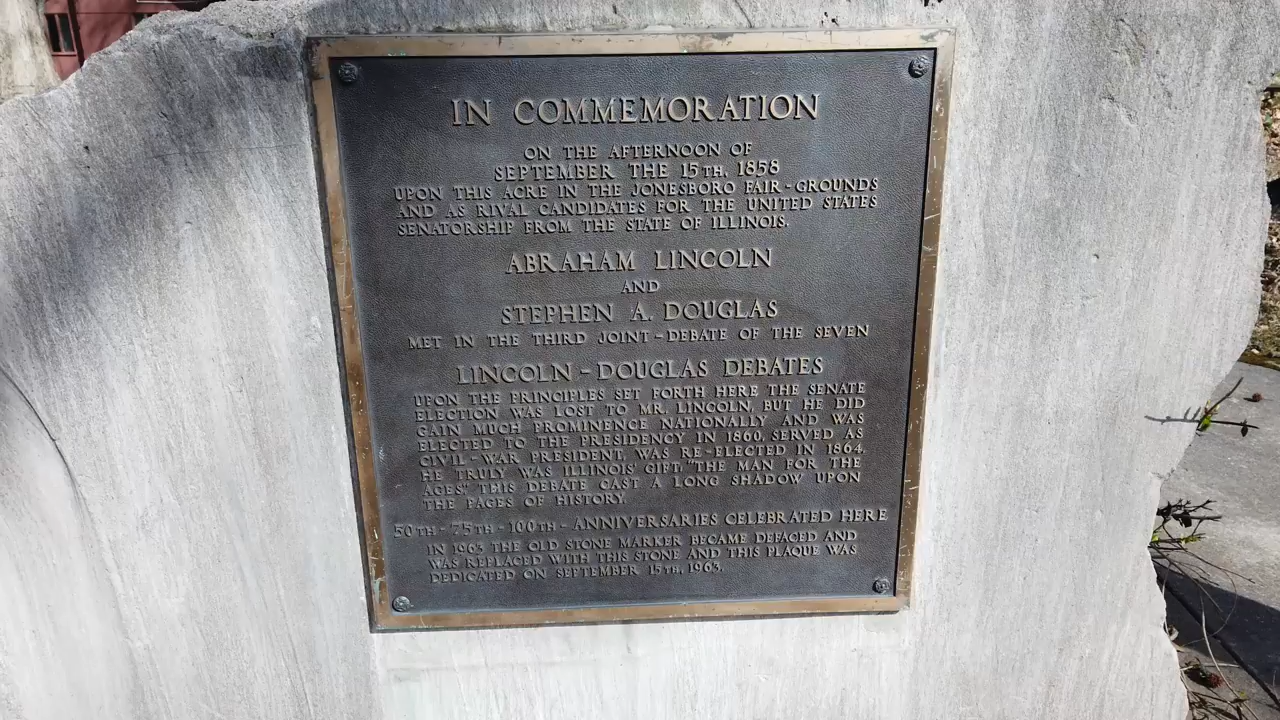 IN COMMEMORATION
ON THE AFTERNOON OF
SEPTEMBER THE 15TH. 1858
UPON THIS ACRE IN THE JONESBORO FAIR-GROUNDS
AND AS RIVAL CANDIDATES FOR THE UNITED STATES
SENATORSHIP FROM THE STATE OF ILLINOIS.
ABRAHAM LINCOLN
AND
STEPHEN A. DOUGLAS
MET IN THE THIRD JOINT-DEBATE OF THE SEVEN
LINCOLN-DOUGLAS DEBATES
UPON THE PRINCIPLES SET FORTH HERE THE SENATE
ELECTION WAS LOST TO MR. LINCOLN, BUT HE DID
GAIN MUCH PROMINENCE NATIONALLY AND WAS
ELECTED TO THE PRESIDENCY IN 1860, SERVED AS
CIVIL-WAR PRESIDENT, WAS RE-ELECTED IN 1864.
HE TRULY WAS ILLINOIS' GIFT; "THE MAN FOR THE
AGES." THIS DEBATE CAST A LONG SHADOW UPON
THE PAGES OF HISTORY.
50TH-75TH-100TH-ANNIVERSARIES CELEBRATED HERE
IN 1963 THE OLD STONE MARKER BECAME DEFACED AND
WAS REPLACED WITH THIS STONE AND THIS PLAQUE WAS
DEDICATED ON SEPTEMBER 15TH, 1963.